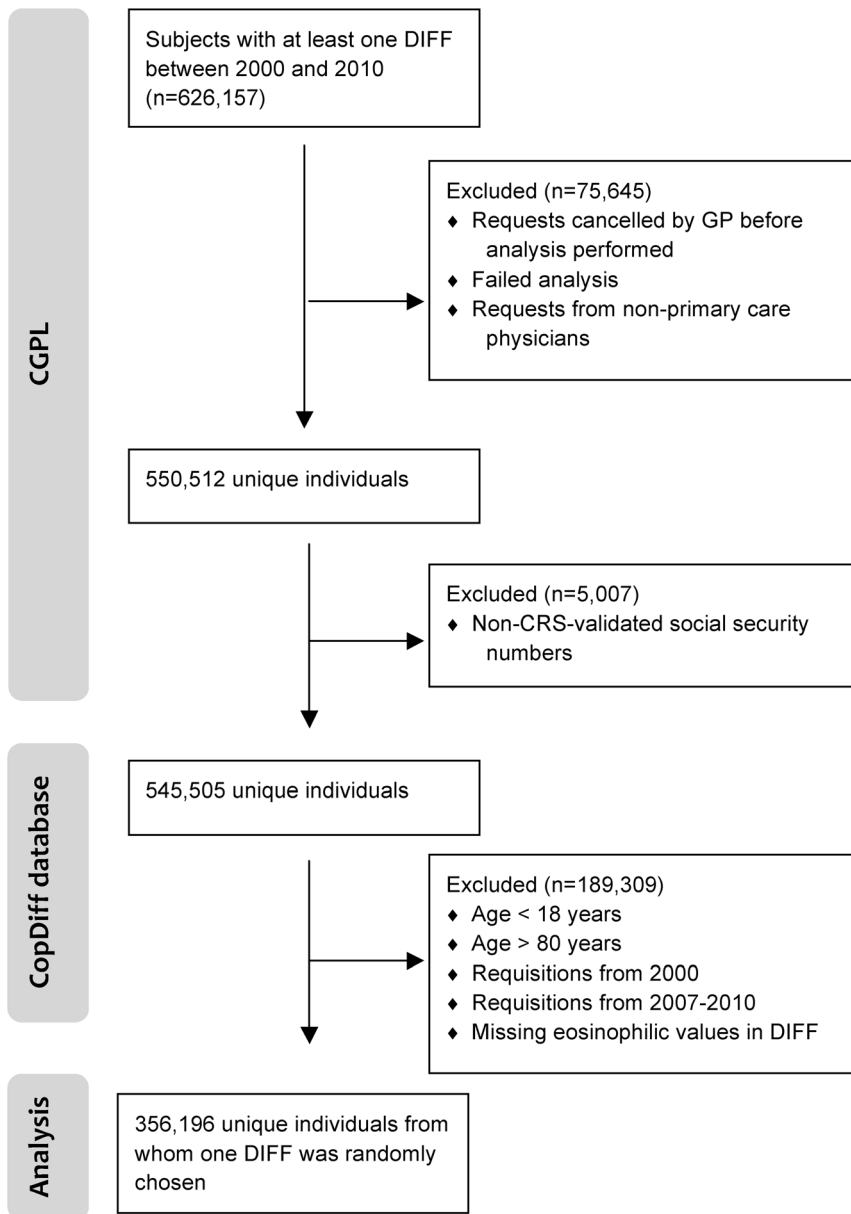 Subjects with at least one DIFF
between 2000 and 2010
(n=626,157)
Excluded (n=75,645)
♦ Requests cancelled by GP before
analysis performed
♦ Failed analysis
♦ Requests from non-primary care
physicians
CGPL
550,512 unique individuals
Excluded (n=5,007)
♦ Non-CRS-validated social security
numbers
545,505 unique individuals
CopDiff database
Excluded (n=189,309)
♦ Age < 18 years
♦ Age > 80 years
♦ Requisitions from 2000
♦ Requisitions from 2007-2010
♦ Missing eosinophilic values in DIFF
Analysis
356,196 unique individuals from
whom one DIFF was randomly
chosen